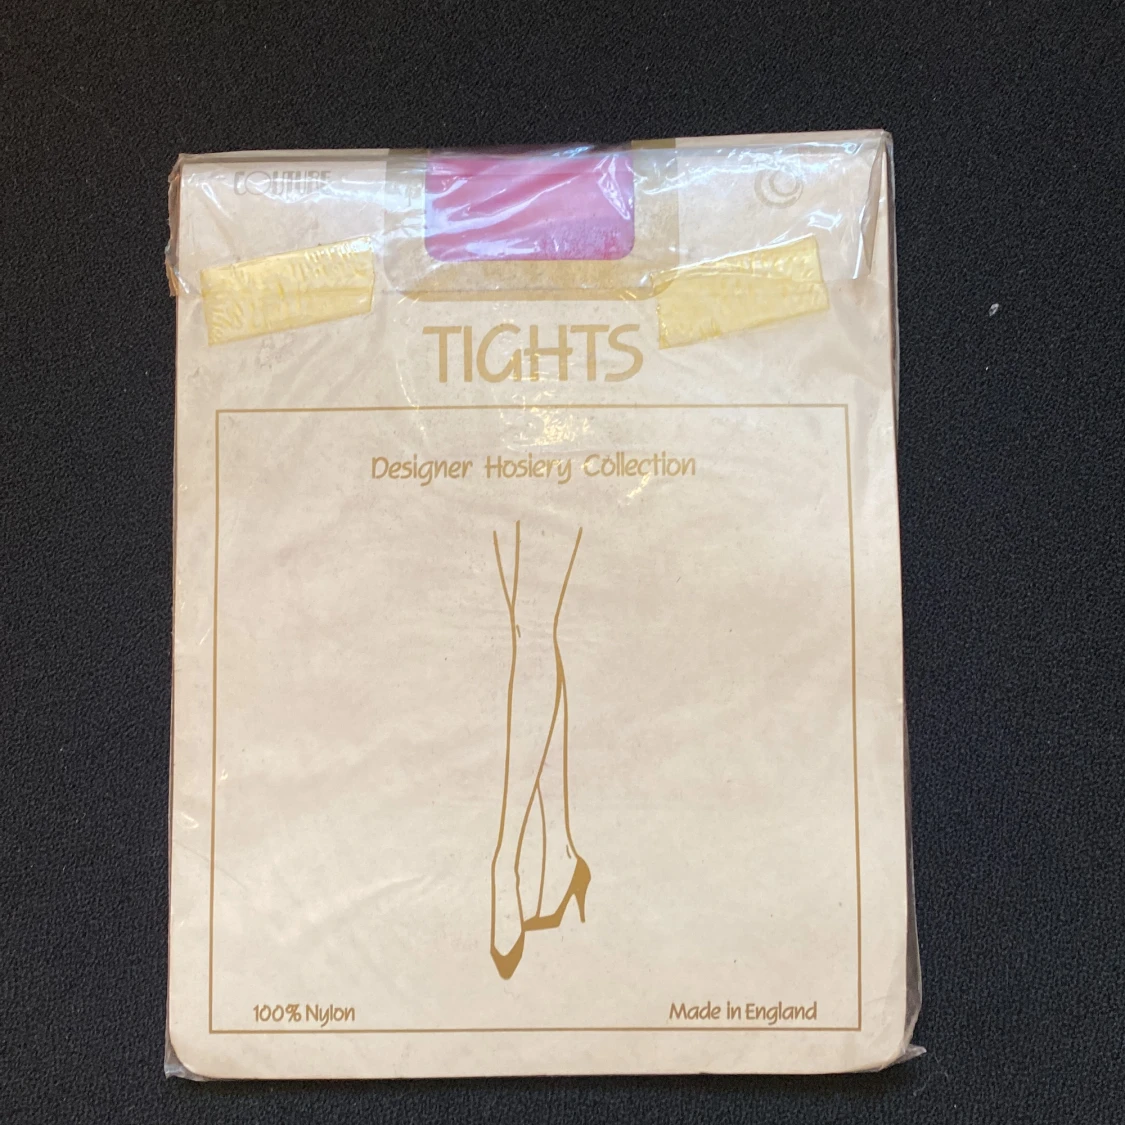 COUTURE
TIGHTS
Designer Hosiery Collection
100% Nylon
Made in England